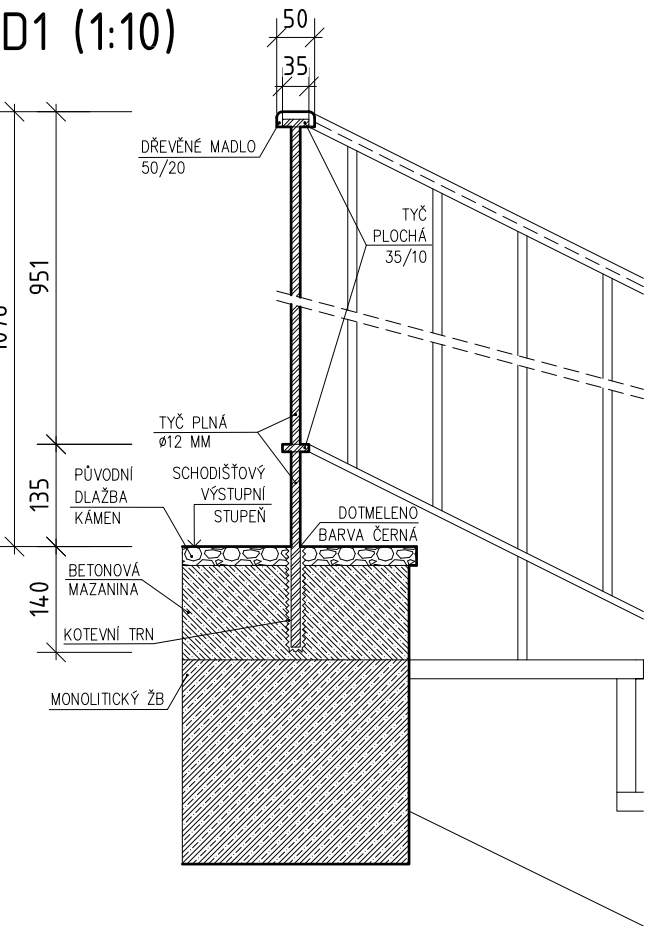 D1 (1:10)
50
35
DŘEVĚNÉ MADLO
50/20
TYČ
PLOCHÁ
35/10
951
TYČ PLNÁ
Ø12 MM
PŮVODNÍ
DLAŽBA
KÁMEN
SCHODIŠŤOVÝ
VÝSTUPNÍ
STUPEŇ
135
DOTMELENO
BARVA ČERNÁ
BETONOVÁ
MAZANINA
140
KOTEVNÍ TRN
MONOLITICKÝ ŽB